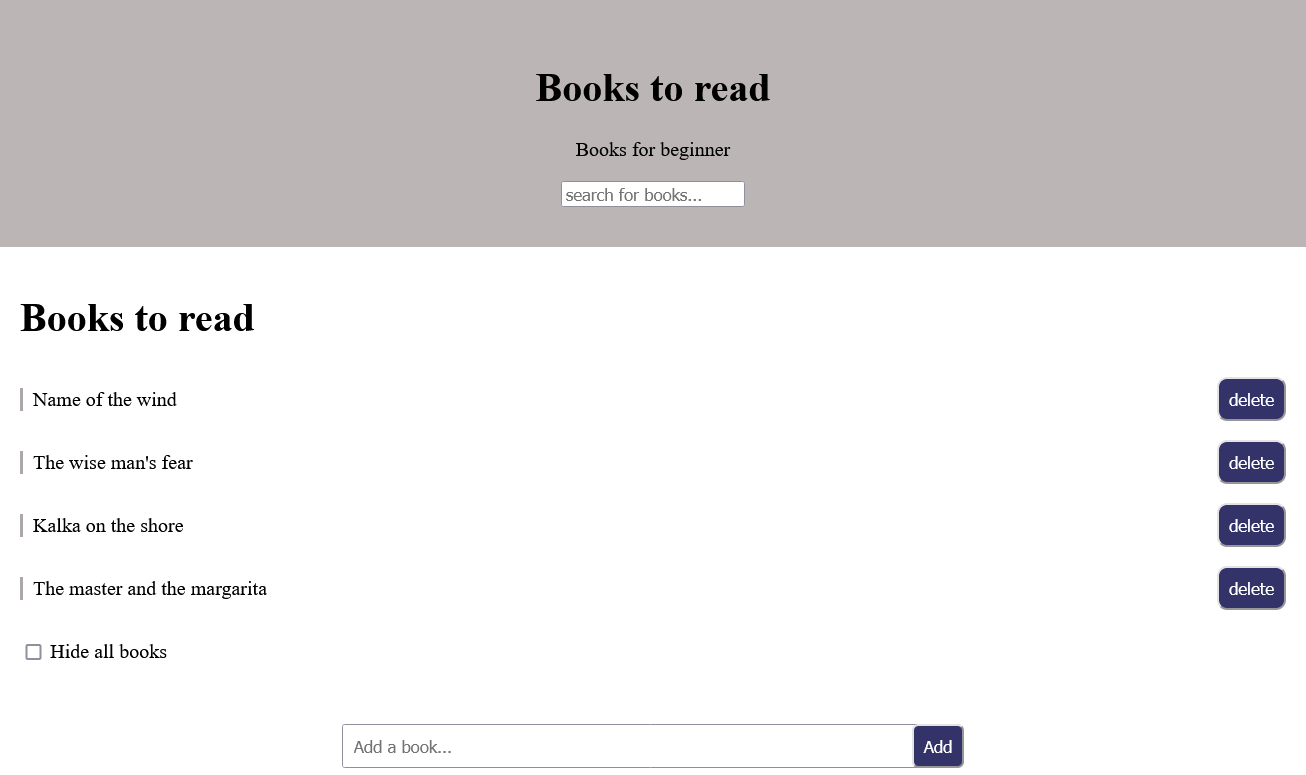 Books to read
Books for beginner
search for books...
Books to read
Name of the wind
delete
The wise man's fear
delete
Kalka on the shore
delete
The master and the margarita
delete
Hide all books
Add a book...
Add